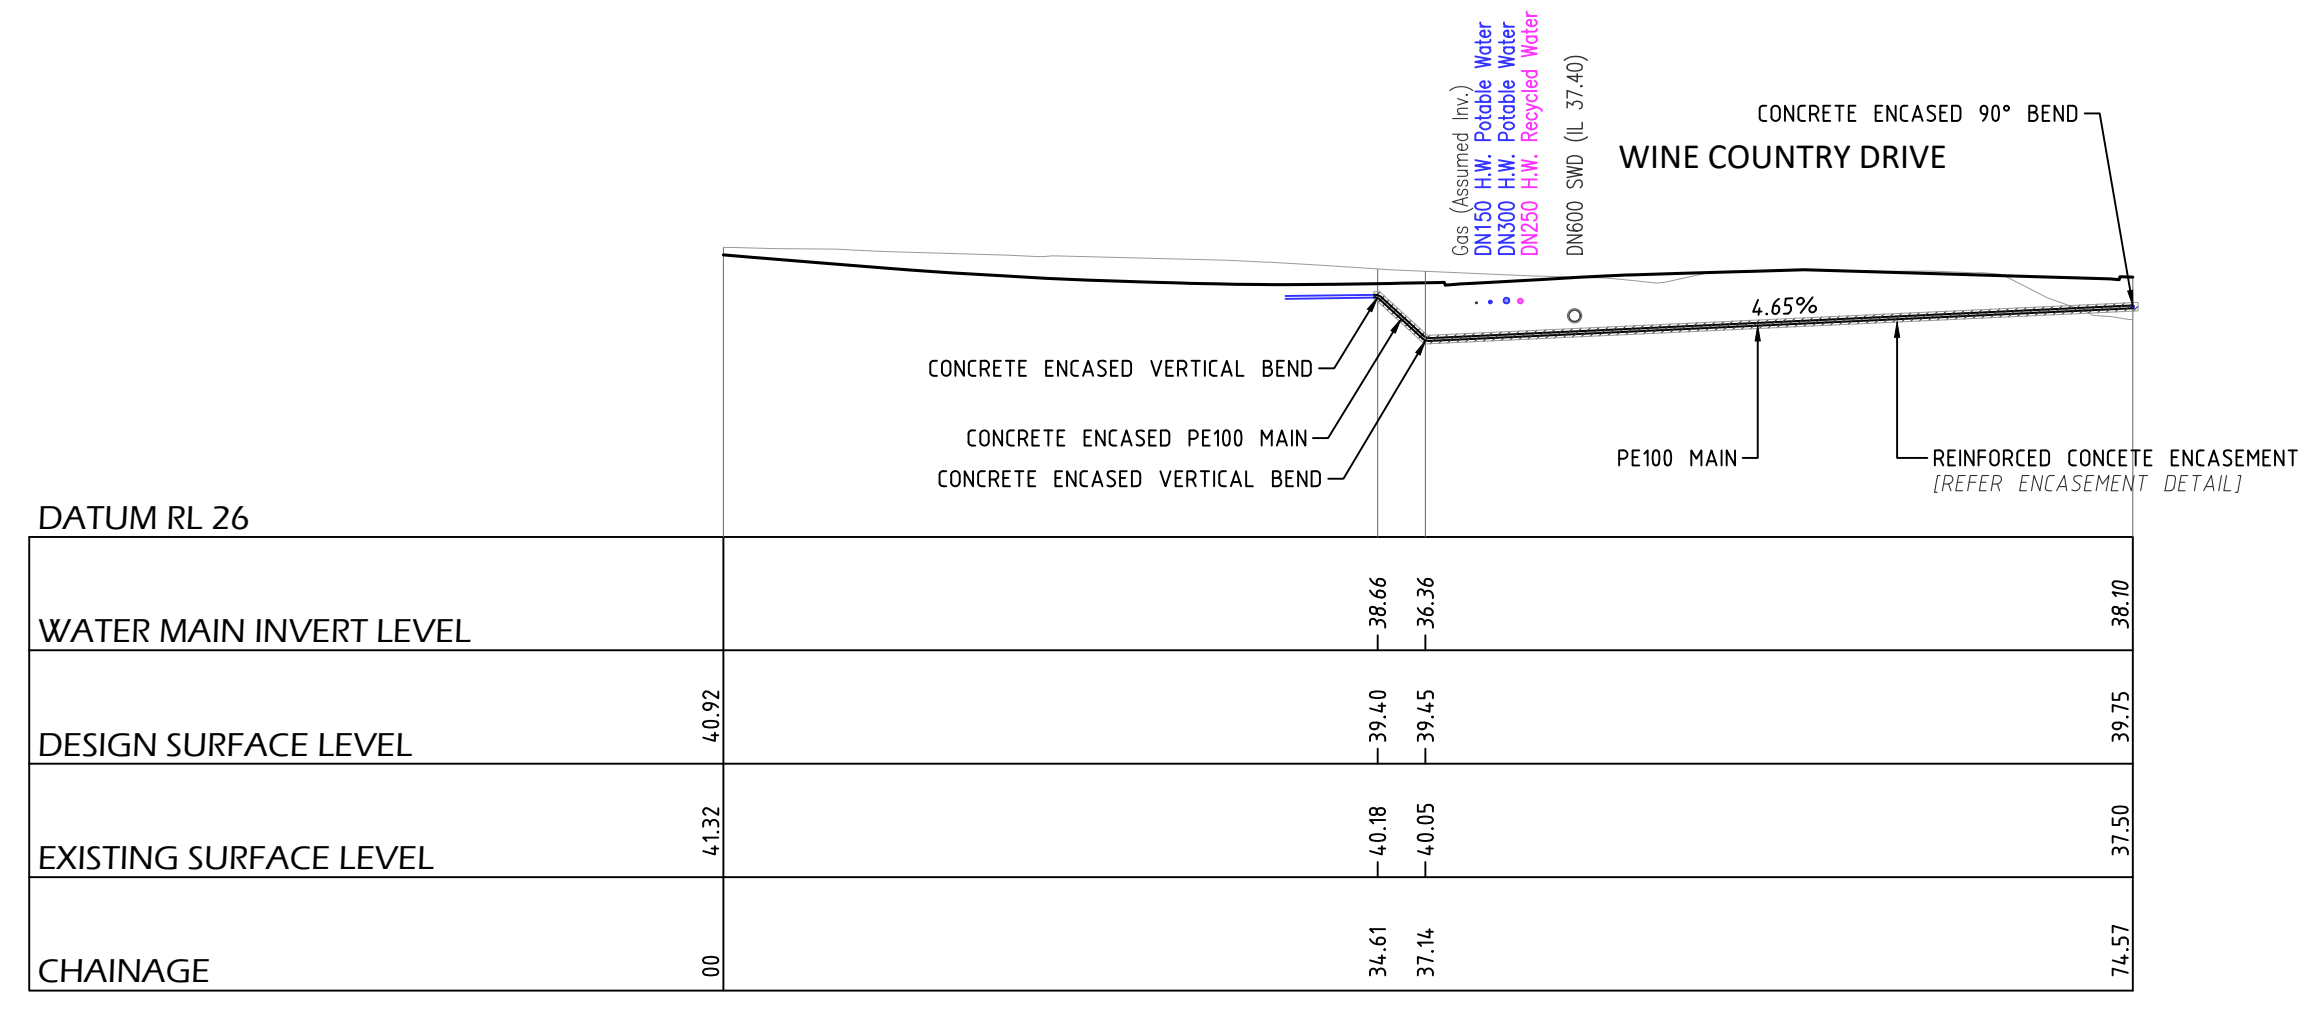 Gas (Assumed Inv.)
DN150 H.W. Potable Water
DN300 H.W. Potable Water
DN250 H.W. Recycled Water
DN600 SWD (IL 37.40)
CONCRETE ENCASED 90° BEND
WINE COUNTRY DRIVE
4.65%
CONCRETE ENCASED VERTICAL BEND
CONCRETE ENCASED PE100 MAIN
CONCRETE ENCASED VERTICAL BEND
PE100 MAIN
REINFORCED CONCETE ENCASEMENT
[REFER ENCASEMENT DETAIL]
DATUM RL 26
WATER MAIN INVERT LEVEL 38.66 36.36 38.10
DESIGN SURFACE LEVEL 40.92 39.40 39.45 39.75
EXISTING SURFACE LEVEL 41.32 40.18 40.05 37.50
CHAINAGE 00 34.61 37.14 74.57